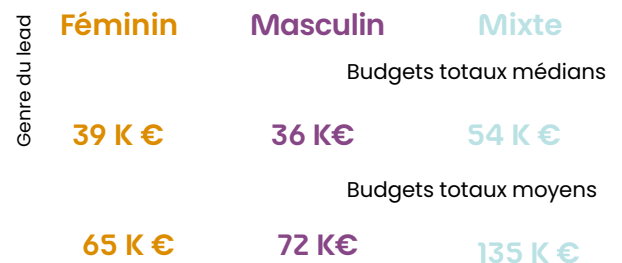 Genre du lead
Féminin Masculin Mixte
Budgets totaux médians
39 K € 36 K€ 54 K €
Budgets totaux moyens
65 K € 72 K€ 135 K €